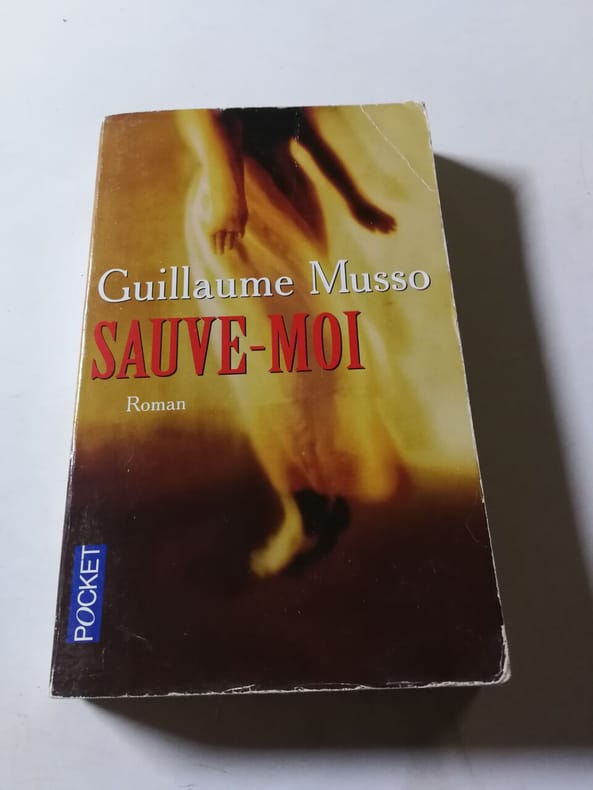 Guillaume Musso
SAUVE-MOI
Roman
POCKET